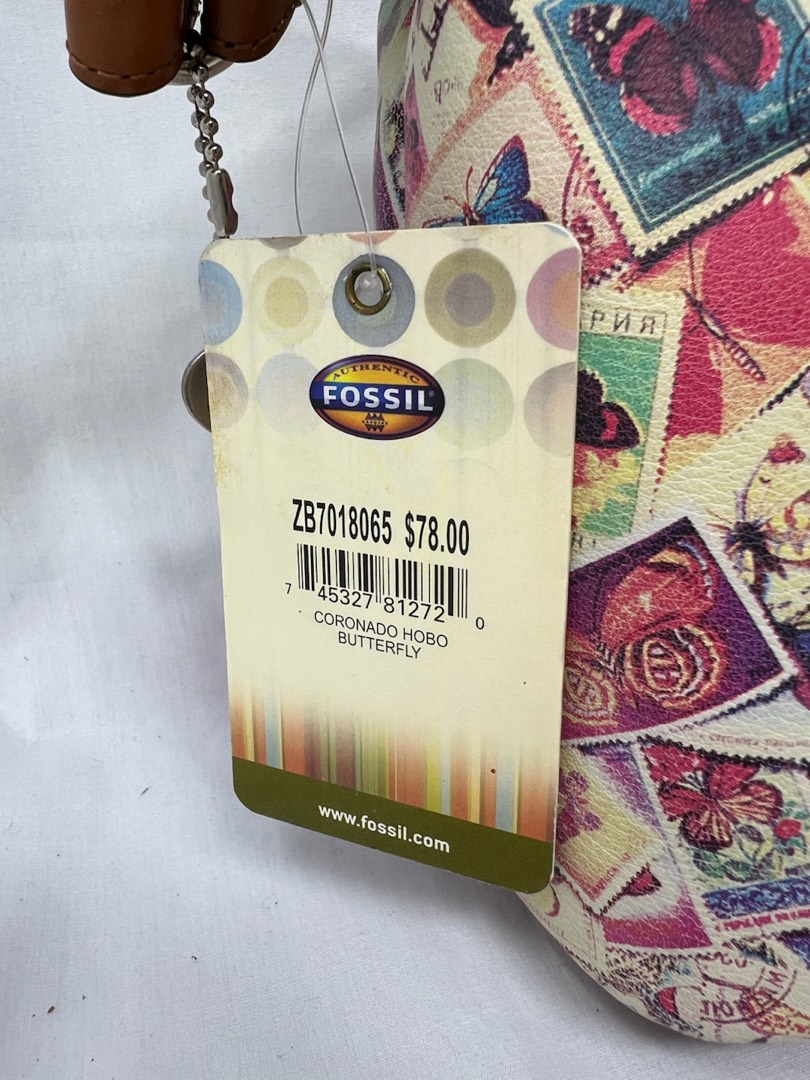 РИЯ
AUTHENTIC
FOSSIL
ZB7018065 $78.00
7 45327 81272 0
CORONADO HOBO
BUTTERFLY
www.fossil.com